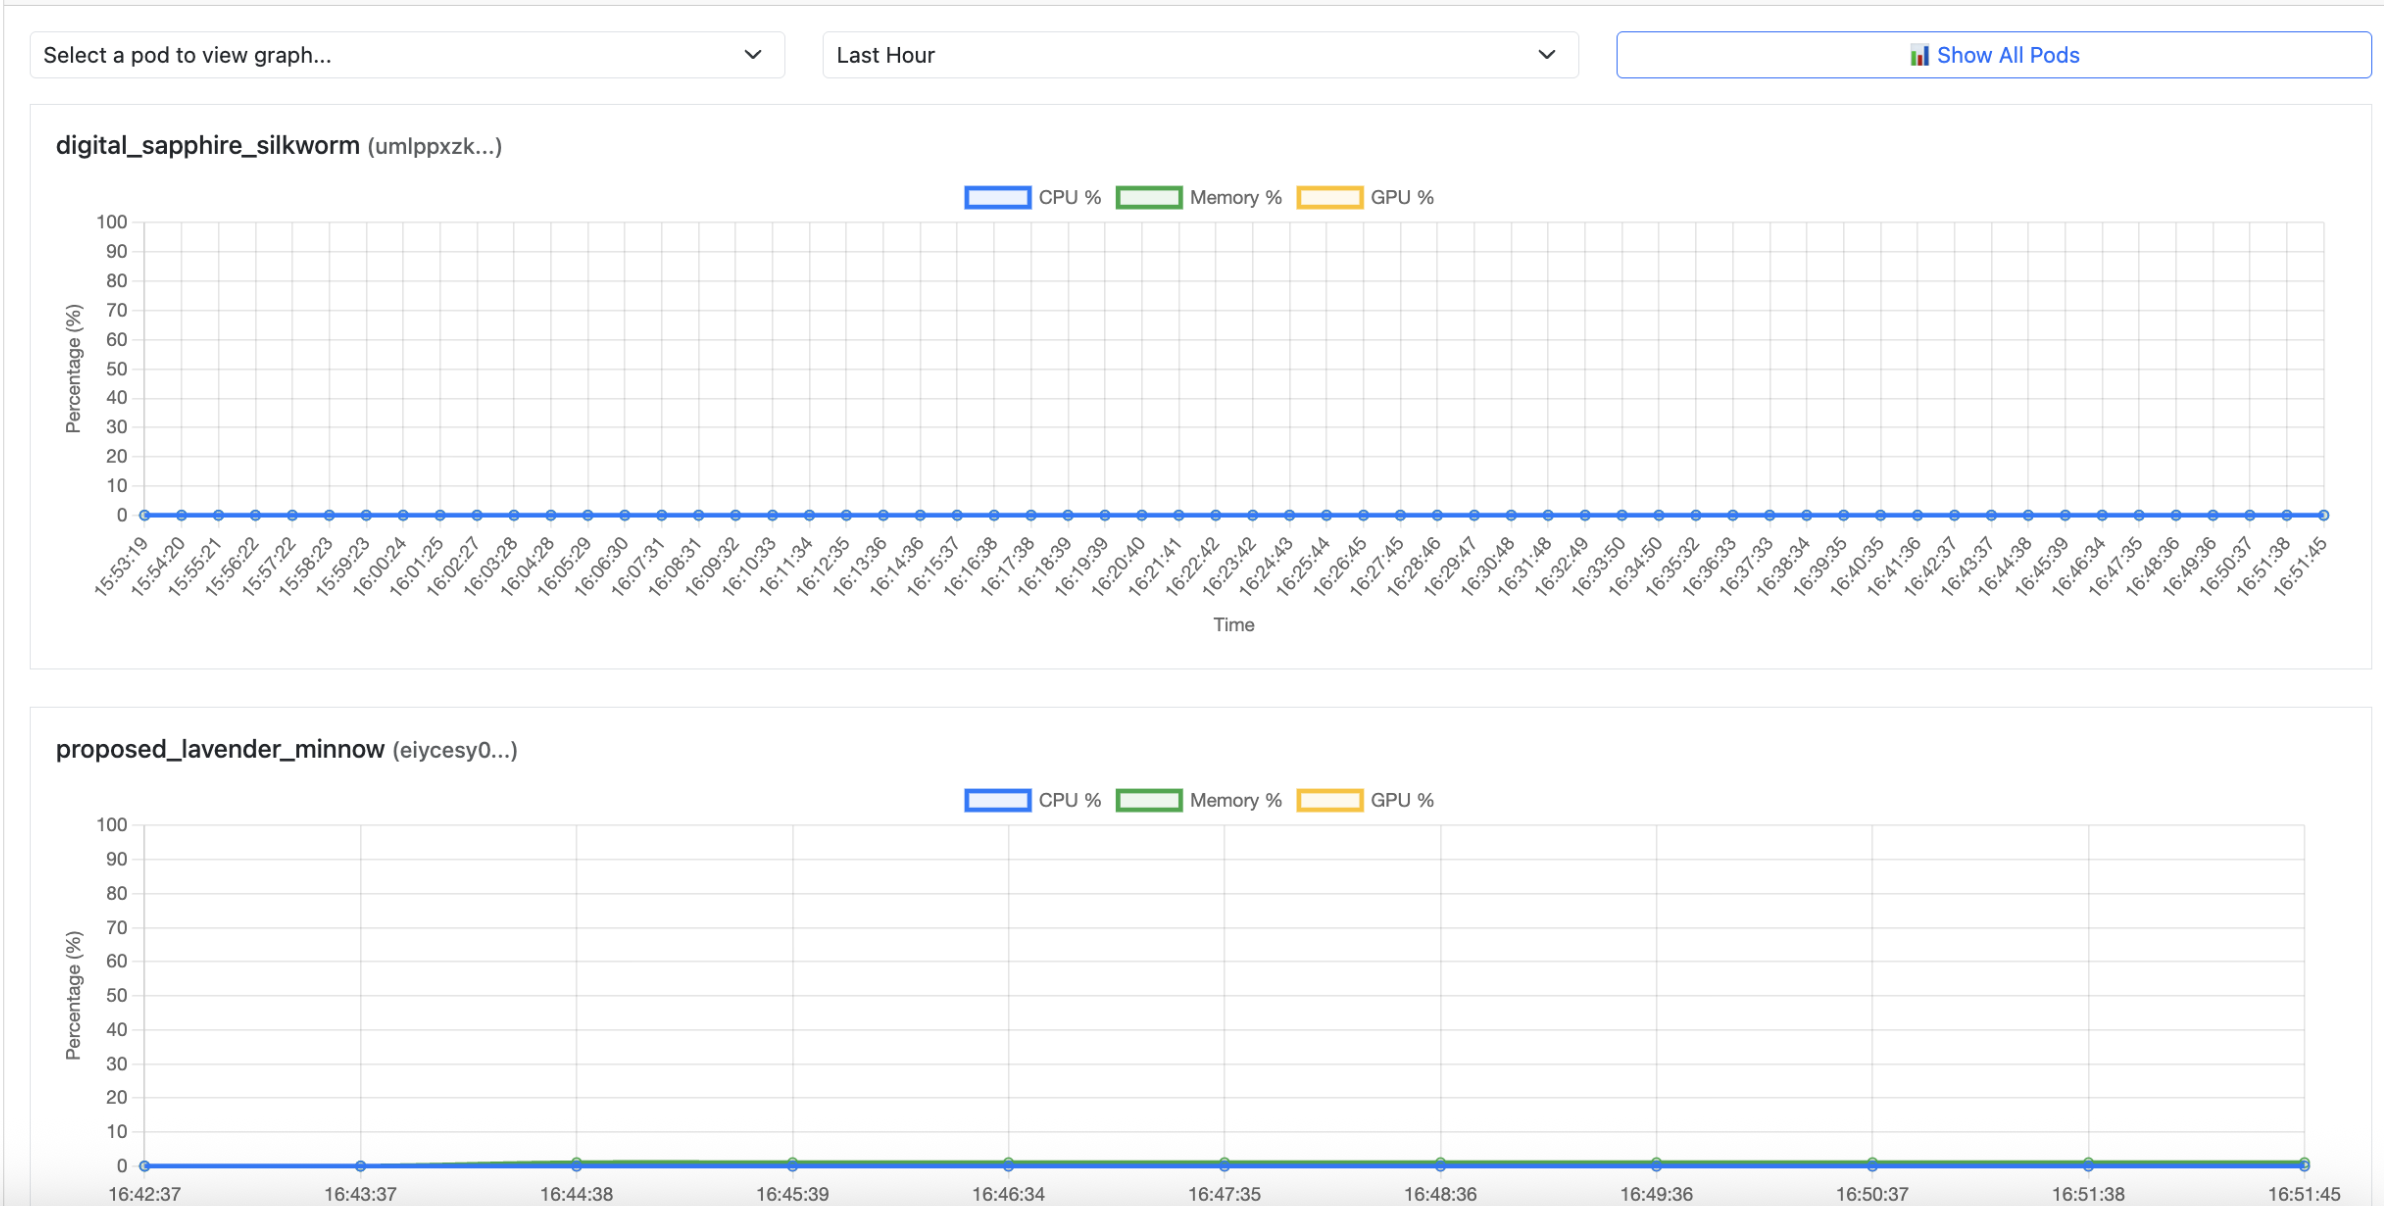 Select a pod to view graph...
Last Hour
Show All Pods
digital_sapphire_silkworm (umlppxzk...)
CPU % Memory % GPU %
100
90
80
70
60
50
40
30
20
10
0
Percentage (%)
15:53:19 15:54:20 15:55:21 15:56:22 15:57:22 15:58:23 15:59:23 16:00:24 16:01:25 16:02:27 16:03:28 16:04:28 16:05:29 16:06:30 16:07:31 16:08:31 16:09:32 16:10:33 16:11:34 16:12:35 16:13:36 16:14:36 16:15:37 16:16:38 16:17:38 16:18:39 16:19:39 16:20:40 16:21:41 16:22:42 16:23:42 16:24:43 16:25:44 16:26:45 16:27:45 16:28:46 16:29:47 16:30:48 16:31:48 16:32:49 16:33:50 16:34:50 16:35:32 16:36:33 16:37:33 16:38:34 16:39:35 16:40:35 16:41:36 16:42:37 16:43:37 16:44:38 16:45:39 16:46:34 16:47:35 16:48:36 16:49:36 16:50:37 16:51:38 16:51:45
Time
proposed_lavender_minnow (eiycesy0...)
CPU % Memory % GPU %
100
90
80
70
60
50
40
30
20
10
0
Percentage (%)
16:42:37 16:43:37 16:44:38 16:45:39 16:46:34 16:47:35 16:48:36 16:49:36 16:50:37 16:51:38 16:51:45